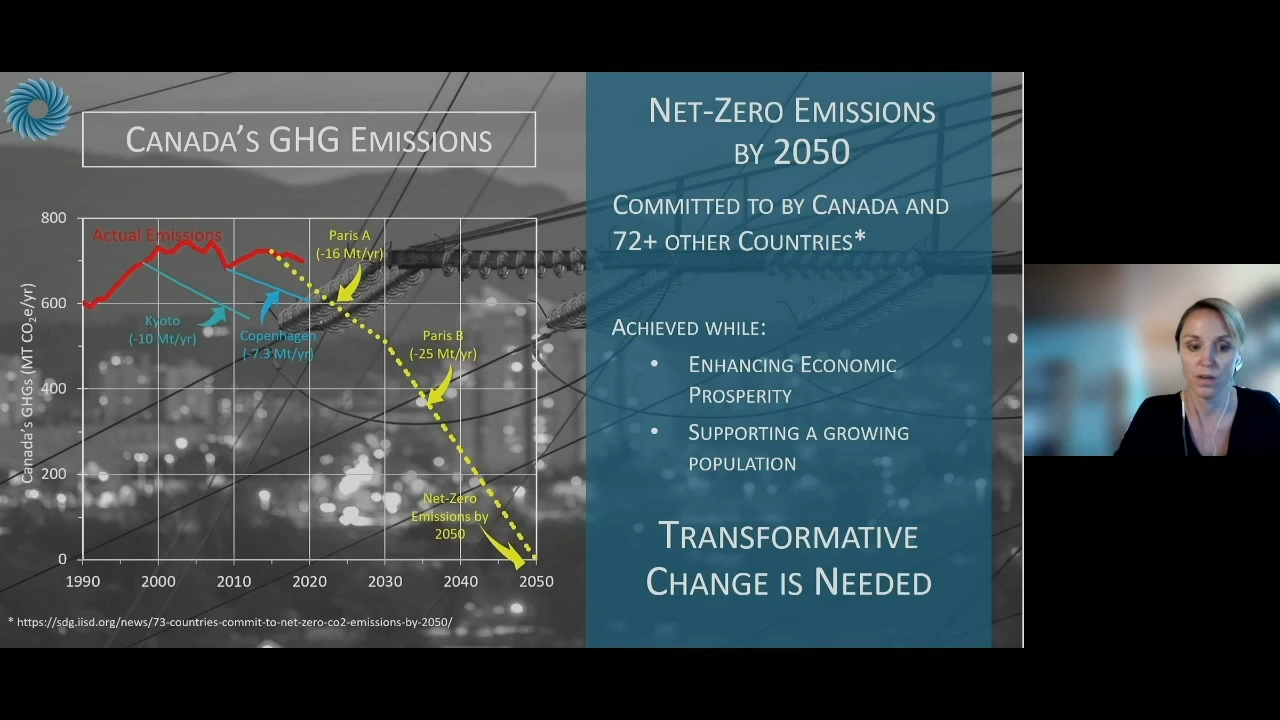 CANADA'S GHG EMISSIONS
Canada's GHGs (MT CO₂e/yr)
800
600
400
200
0
1990
2000
2010
2020
2030
2040
2050
Actual Emissions
Kyoto
(-10 Mt/yr)
Copenhagen
(-7.3 Mt/yr)
Paris A
(-16 Mt/yr)
Paris B
(-25 Mt/yr)
Net-Zero
Emissions by
2050
* https://sdg.iisd.org/news/73-countries-commit-to-net-zero-co2-emissions-by-2050/
NET-ZERO EMISSIONS
BY 2050
COMMITTED TO BY CANADA AND
72+ OTHER COUNTRIES*
ACHIEVED WHILE:
• ENHANCING ECONOMIC
PROSPERITY
• SUPPORTING A GROWING
POPULATION
TRANSFORMATIVE
CHANGE IS NEEDED